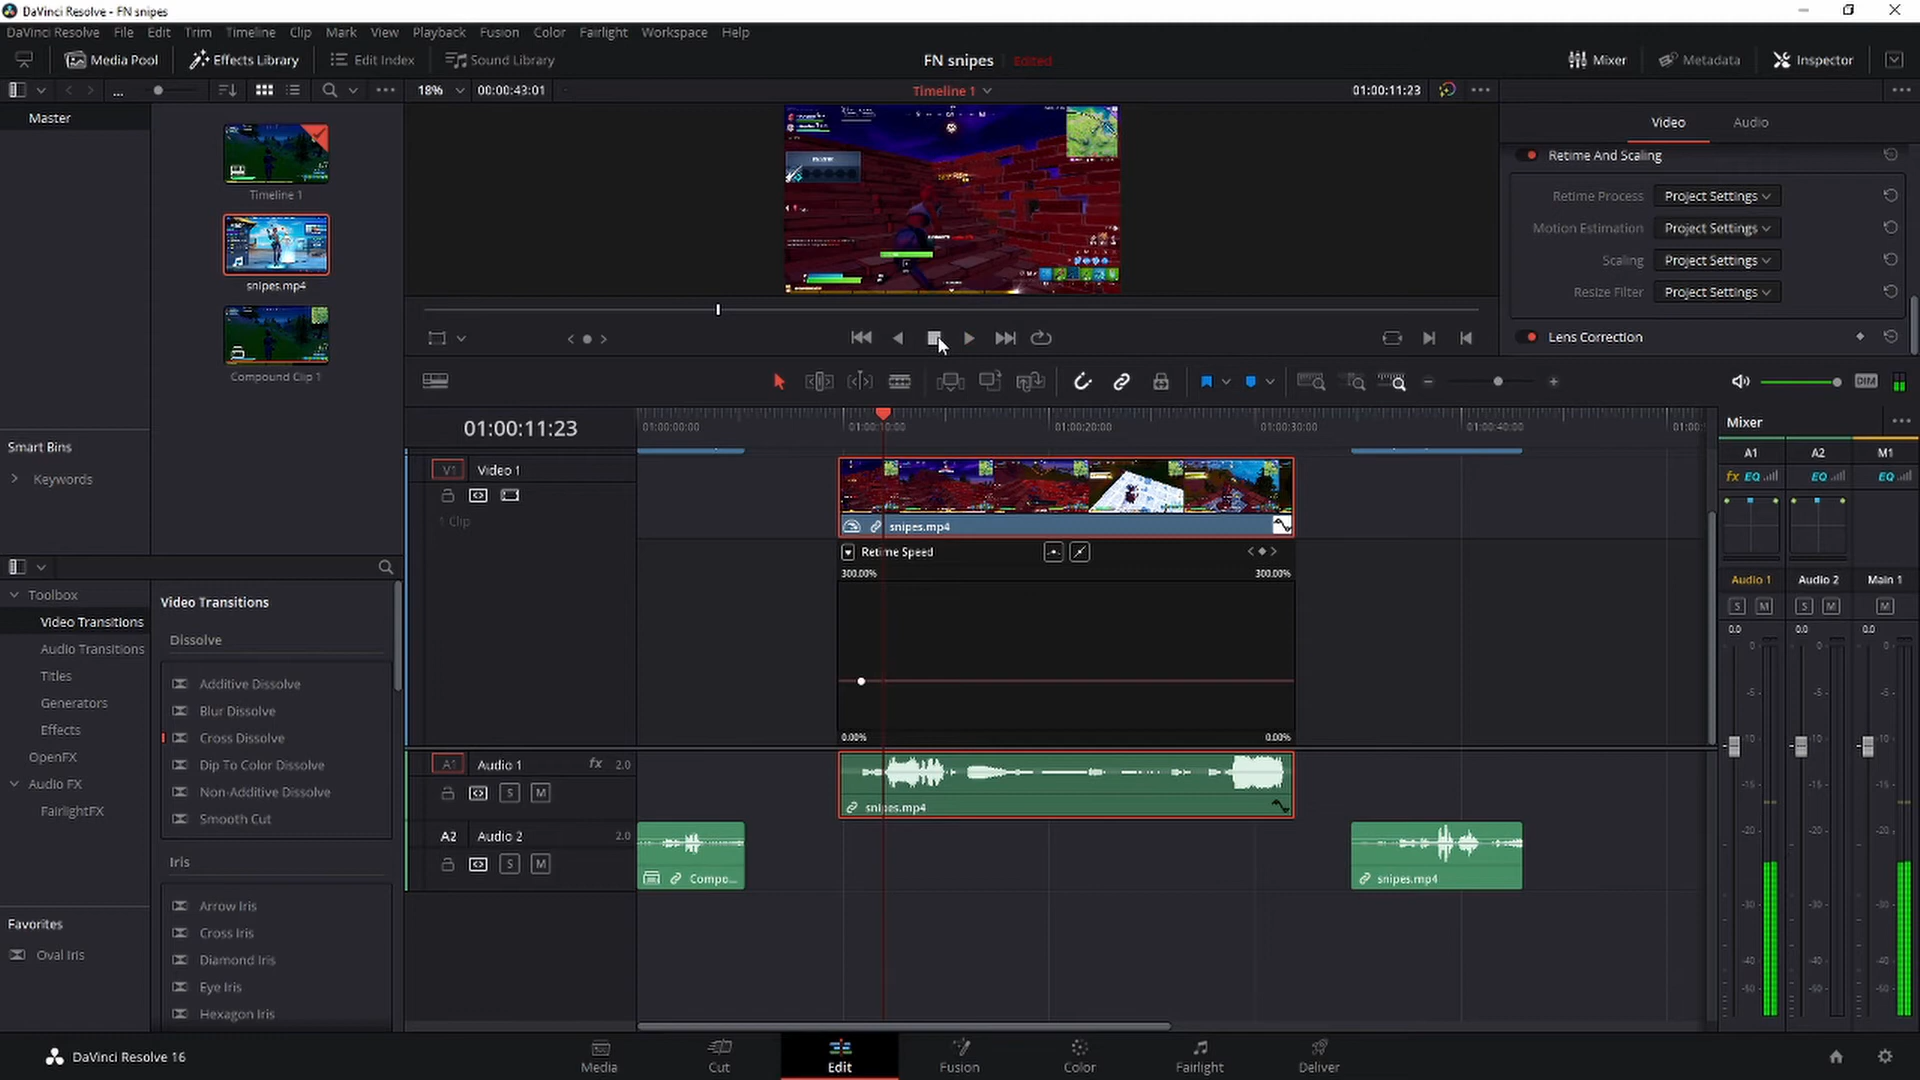 DaVinci Resolve - FN snipes
DaVinci Resolve File Edit Trim Timeline Clip Mark View Playback Fusion Color Fairlight Workspace Help
Media Pool Effects Library Edit Index Sound Library FN snipes Edited Mixer Metadata Inspector
... 18% 00:00:43:01 Timeline 1 01:00:11:23
Master
Timeline 1
snipes.mp4
Compound Clip 1
Smart Bins
Keywords
Video Audio
Retime And Scaling
Retime Process Project Settings
Motion Estimation Project Settings
Scaling Project Settings
Resize Filter Project Settings
Lens Correction
DIM
01:00:11:23
01:00:00:00 01:00:10:00 01:00:20:00 01:00:30:00 01:00:40:00 01:00:
V1 Video 1
1 Clip
snipes.mp4
Retime Speed
300.00% 300.00%
0.00% 0.00%
A1 Audio 1 fx 2.0
S M
snipes.mp4
A2 Audio 2 2.0
S M
Compo...
snipes.mp4
Toolbox
Video Transitions
Audio Transitions
Titles
Generators
Effects
OpenFX
Audio FX
FairlightFX
Favorites
Oval Iris
Video Transitions
Dissolve
Additive Dissolve
Blur Dissolve
Cross Dissolve
Dip To Color Dissolve
Non-Additive Dissolve
Smooth Cut
Iris
Arrow Iris
Cross Iris
Diamond Iris
Eye Iris
Hexagon Iris
Mixer
A1 A2 M1
fx EQ EQ EQ
Audio 1 Audio 2 Main 1
S M S M M
0.0 0.0 0.0
DaVinci Resolve 16
Media Cut Edit Fusion Color Fairlight Deliver